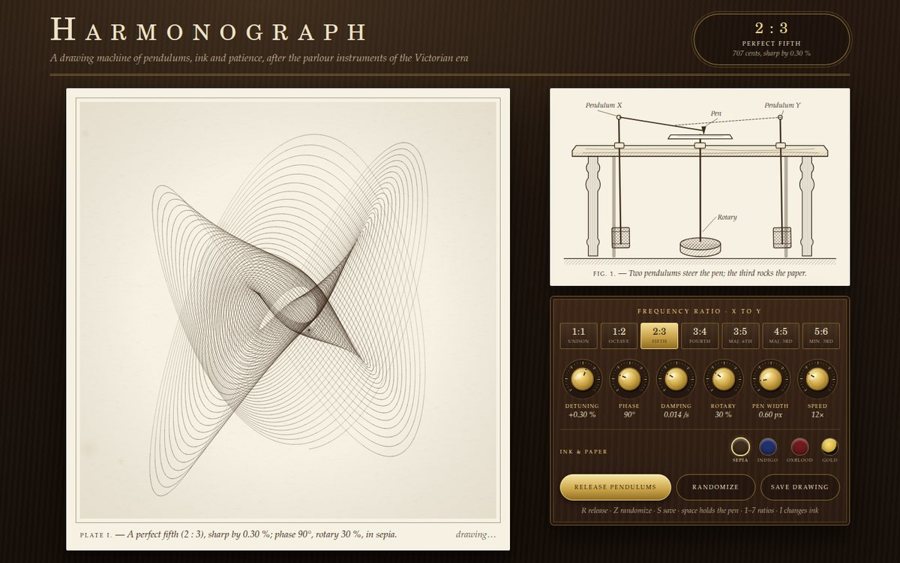 HARMONOGRAPH
A drawing machine of pendulums, ink and patience, after the parlour instruments of the Victorian era
2 : 3
PERFECT FIFTH
707 cents, sharp by 0.30 %
Pendulum X
Pen
Pendulum Y
Rotary
FIG. 1. — Two pendulums steer the pen; the third rocks the paper.
FREQUENCY RATIO · X TO Y
1:1 UNISON
1:2 OCTAVE
2:3 FIFTH
3:4 FOURTH
3:5 MAJ. 6TH
4:5 MAJ. 3RD
5:6 MIN. 3RD
DETUNING +0.30 %
PHASE 90°
DAMPING 0.014 /s
ROTARY 30 %
PEN WIDTH 0.60 px
SPEED 12×
INK & PAPER
SEPIA
INDIGO
OXBLOOD
GOLD
RELEASE PENDULUMS
RANDOMIZE
SAVE DRAWING
R release · Z randomize · S save · space holds the pen · 1–7 ratios · I changes ink
PLATE I. — A perfect fifth (2 : 3), sharp by 0.30 %; phase 90°, rotary 30 %, in sepia.
drawing…